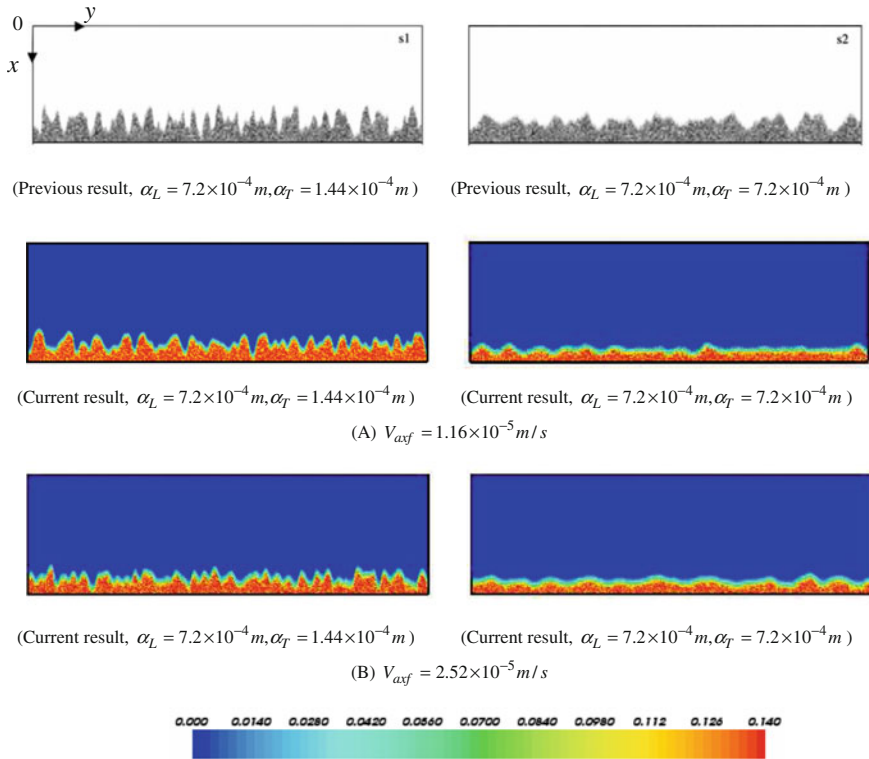 0 y
x
s1
s2
(Previous result, α_L = 7.2×10⁻⁴ m, α_T = 1.44×10⁻⁴ m )
(Previous result, α_L = 7.2×10⁻⁴ m, α_T = 7.2×10⁻⁴ m )
(Current result, α_L = 7.2×10⁻⁴ m, α_T = 1.44×10⁻⁴ m )
(Current result, α_L = 7.2×10⁻⁴ m, α_T = 7.2×10⁻⁴ m )
(A) V_axf = 1.16×10⁻⁵ m/s
(Current result, α_L = 7.2×10⁻⁴ m, α_T = 1.44×10⁻⁴ m )
(Current result, α_L = 7.2×10⁻⁴ m, α_T = 7.2×10⁻⁴ m )
(B) V_axf = 2.52×10⁻⁵ m/s
0.000 0.0140 0.0280 0.0420 0.0560 0.0700 0.0840 0.0980 0.112 0.126 0.140